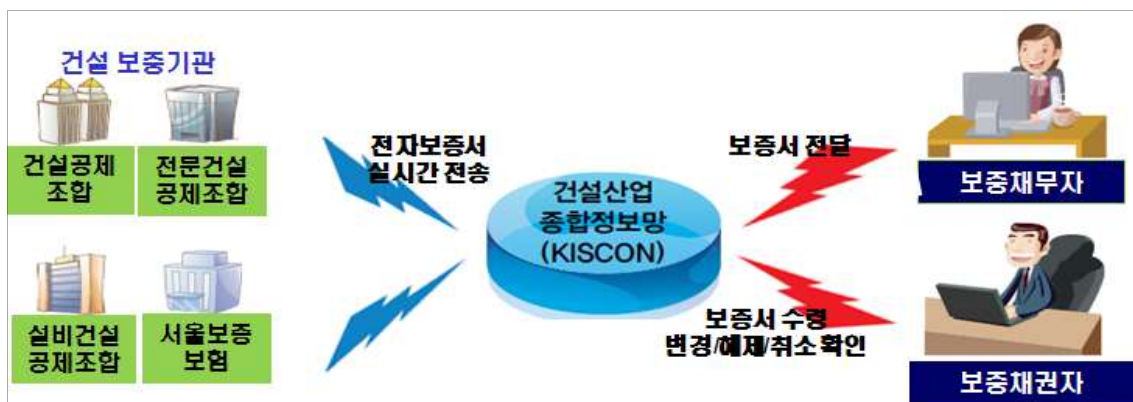 건설 보증기관
건설공제
조합
전문건설
공제조합
설비건설
공제조합
서울보증
보험
전자보증서
실시간 전송
건설산업
종합정보망
(KISCON)
보증서 전달
보증채무자
보증서 수령
변경/해제/취소 확인
보증채권자